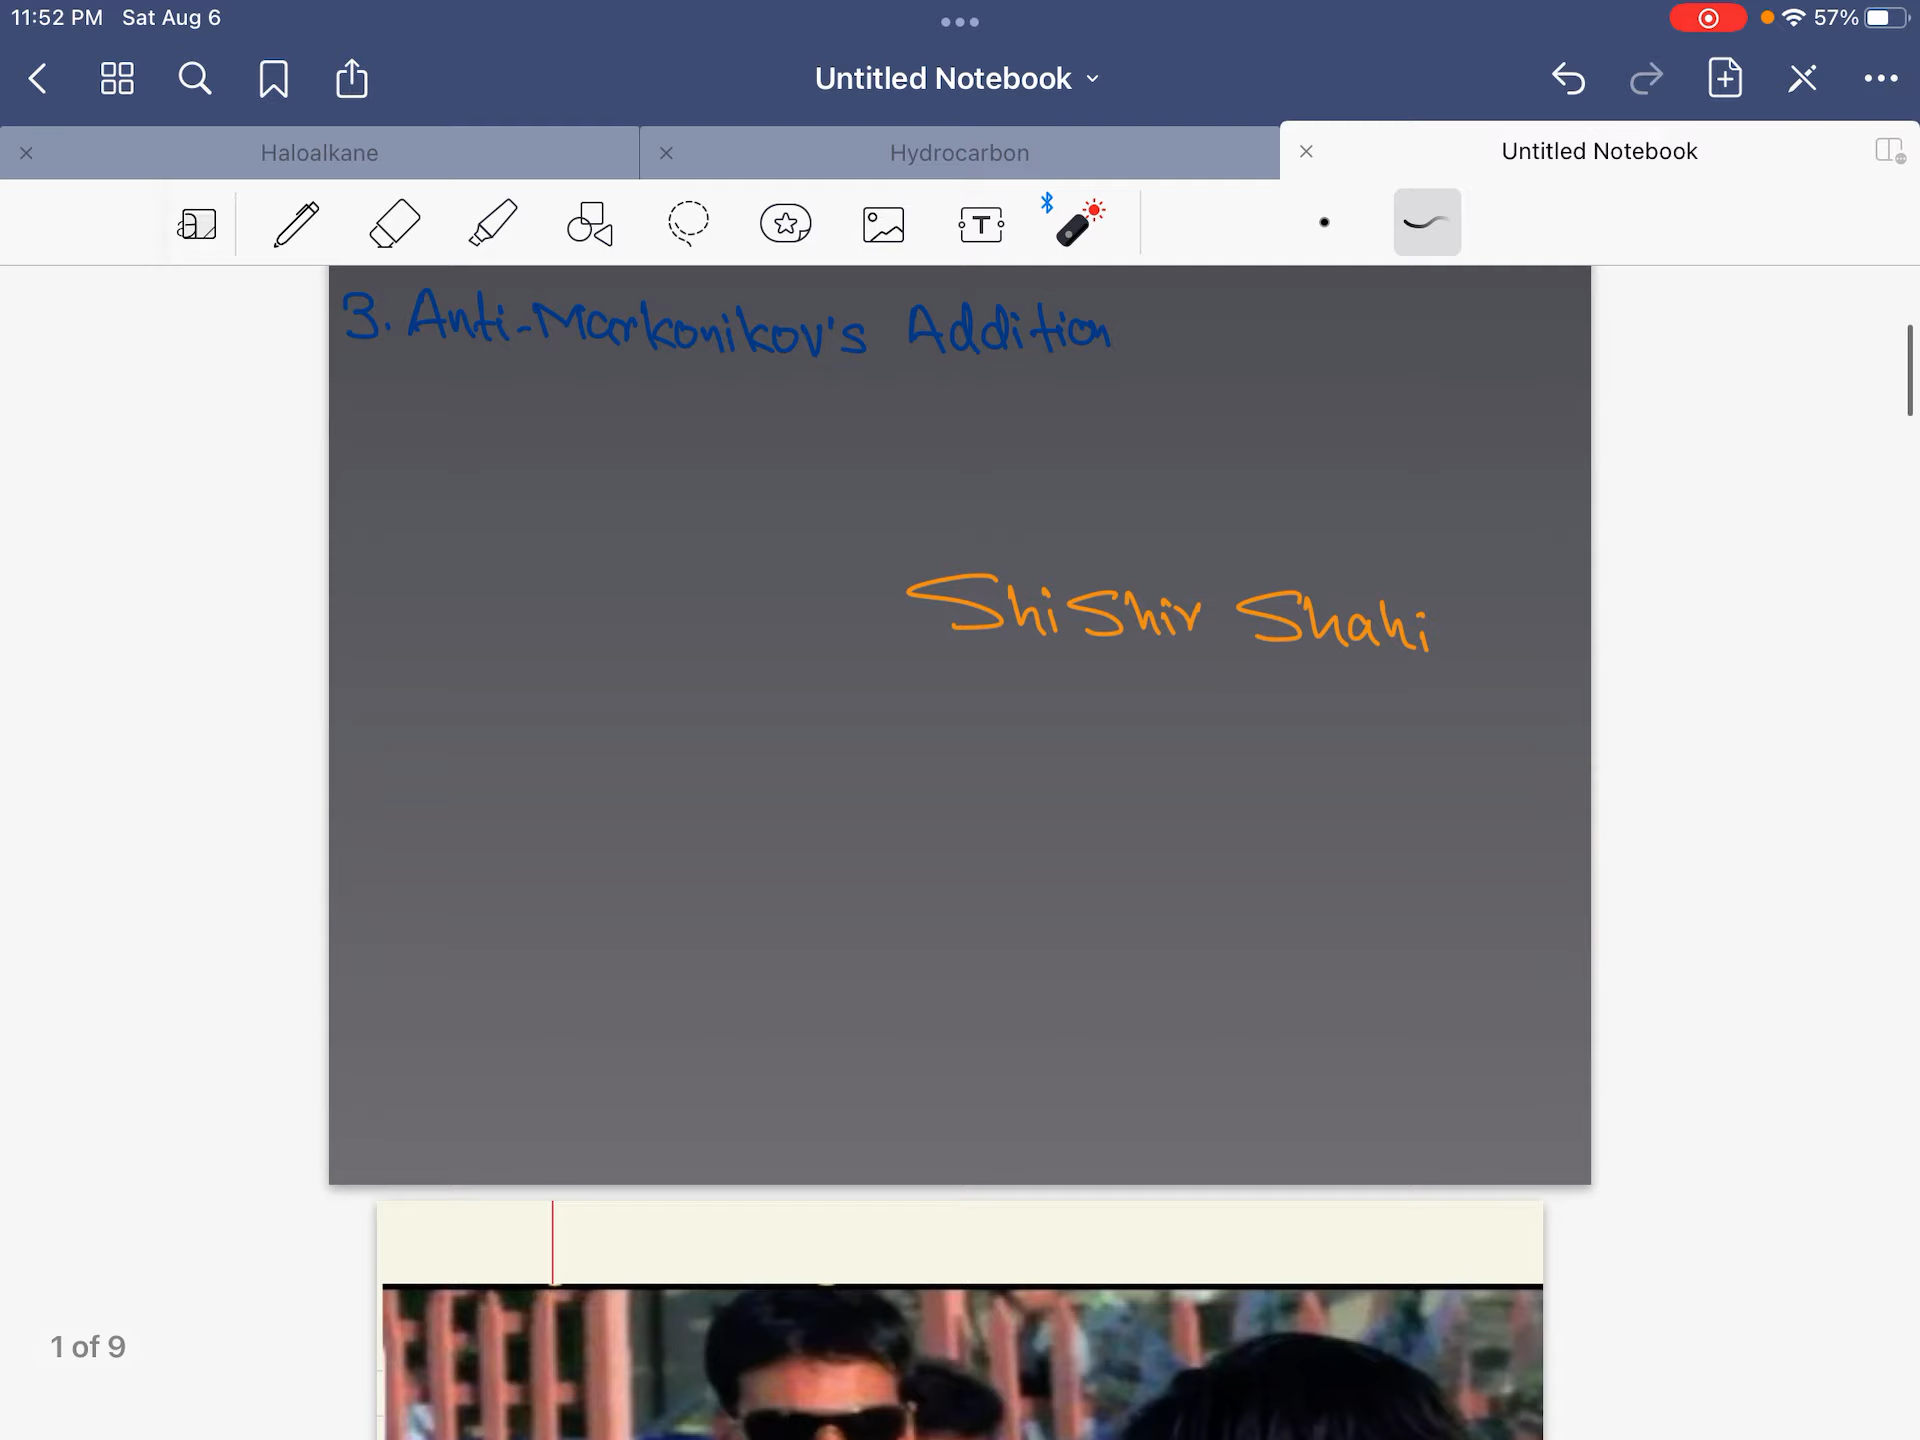 11:52 PM Sat Aug 6
57%
Untitled Notebook
Haloalkane
Hydrocarbon
Untitled Notebook
T
3. Anti-Markonikov's Addition
Shishir Shahi
1 of 9